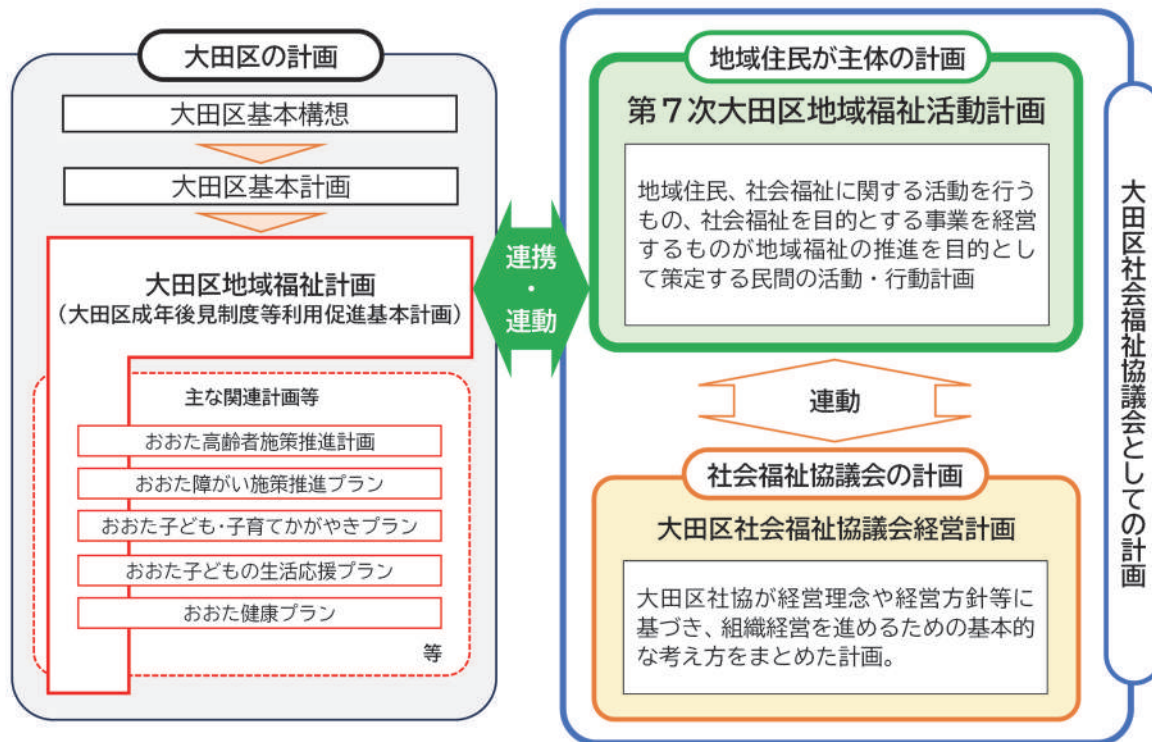 大田区の計画
大田区基本構想
大田区基本計画
大田区地域福祉計画
（大田区成年後見制度等利用促進基本計画）
主な関連計画等
おおた高齢者施策推進計画
おおた障がい施策推進プラン
おおた子ども・子育てかがやきプラン
おおた子どもの生活応援プラン
おおた健康プラン
等
連携
・
連動
地域住民が主体の計画
第７次大田区地域福祉活動計画
地域住民、社会福祉に関する活動を行う
もの、社会福祉を目的とする事業を経営
するものが地域福祉の推進を目的とし
て策定する民間の活動・行動計画
連動
社会福祉協議会の計画
大田区社会福祉協議会経営計画
大田区社協が経営理念や経営方針等に
基づき、組織経営を進めるための基本的
な考え方をまとめた計画。
大田区社会福祉協議会としての計画